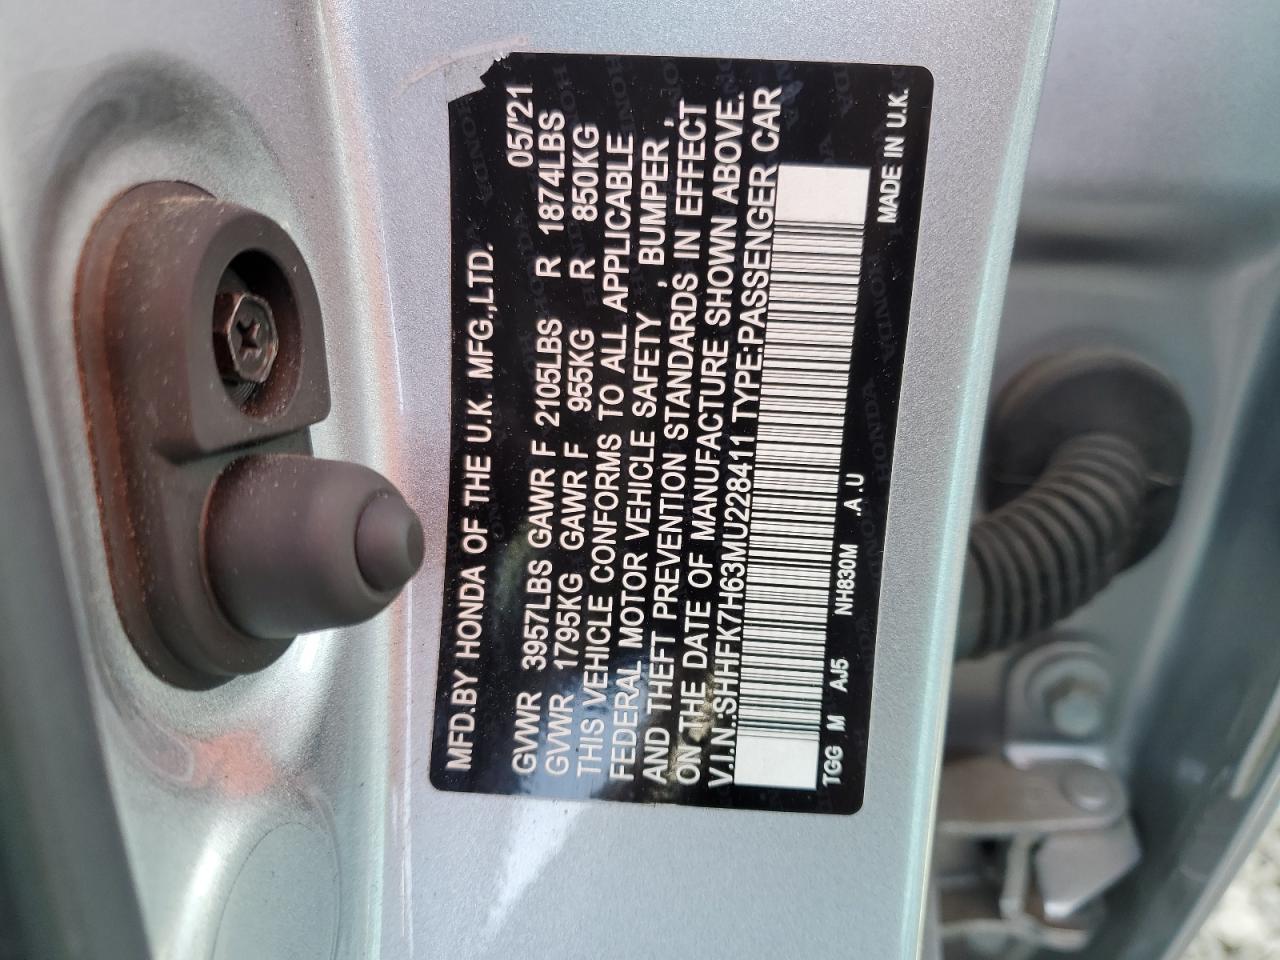 MFD.BY HONDA OF THE U.K. MFG.,LTD.
05/'21
GVWR 3957LBS GAWR F 2105LBS R 1874LBS
GVWR 1795KG GAWR F 955KG R 850KG
THIS VEHICLE CONFORMS TO ALL APPLICABLE
FEDERAL MOTOR VEHICLE SAFETY, BUMPER,
AND THEFT PREVENTION STANDARDS IN EFFECT
ON THE DATE OF MANUFACTURE SHOWN ABOVE.
V.I.N.:SHHFK7H63MU228411 TYPE:PASSENGER CAR
TGG M AJ5 NH830M A.U MADE IN U.K.